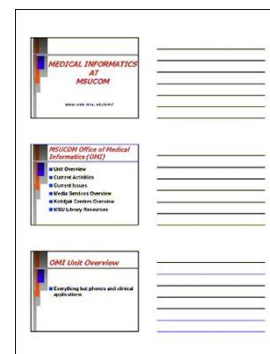 MEDICAL INFORMATICS
AT
MSUCOM
MSUCOM Office of Medical
Informatics (OMI)
Unit Overview
Current Activities
Current Issues
Media Services Overview
Kobiljak Centers Overview
MSU Library Resources
OMI Unit Overview
Everything but phones and clinical
applications